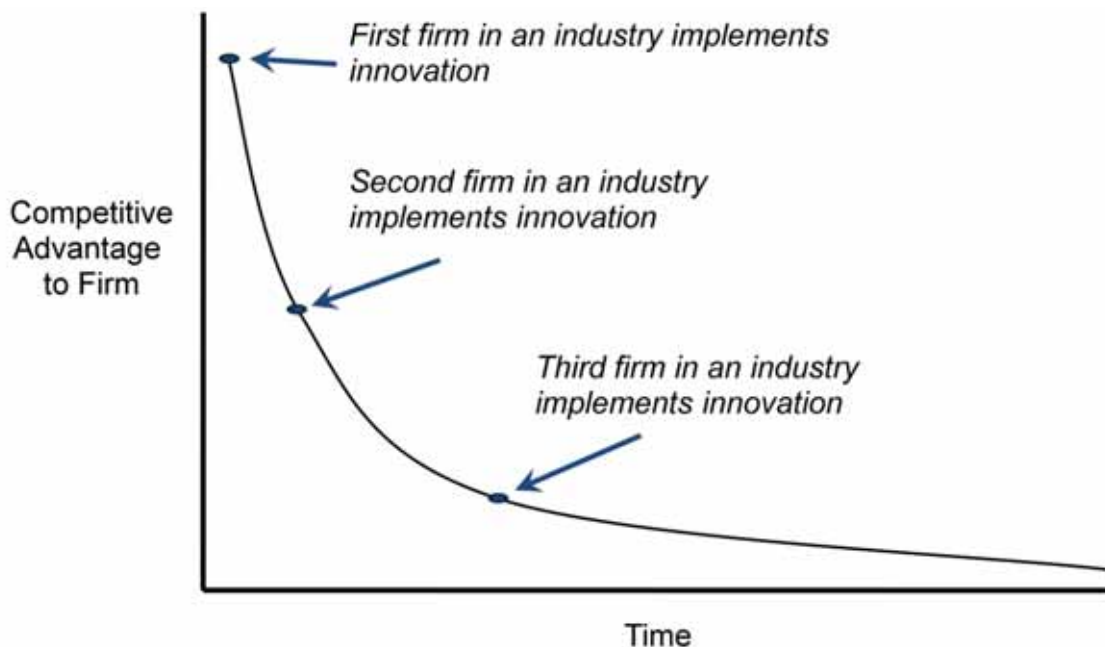 First firm in an industry implements
innovation
Second firm in an industry
implements innovation
Competitive
Advantage
to Firm
Third firm in an industry
implements innovation
Time